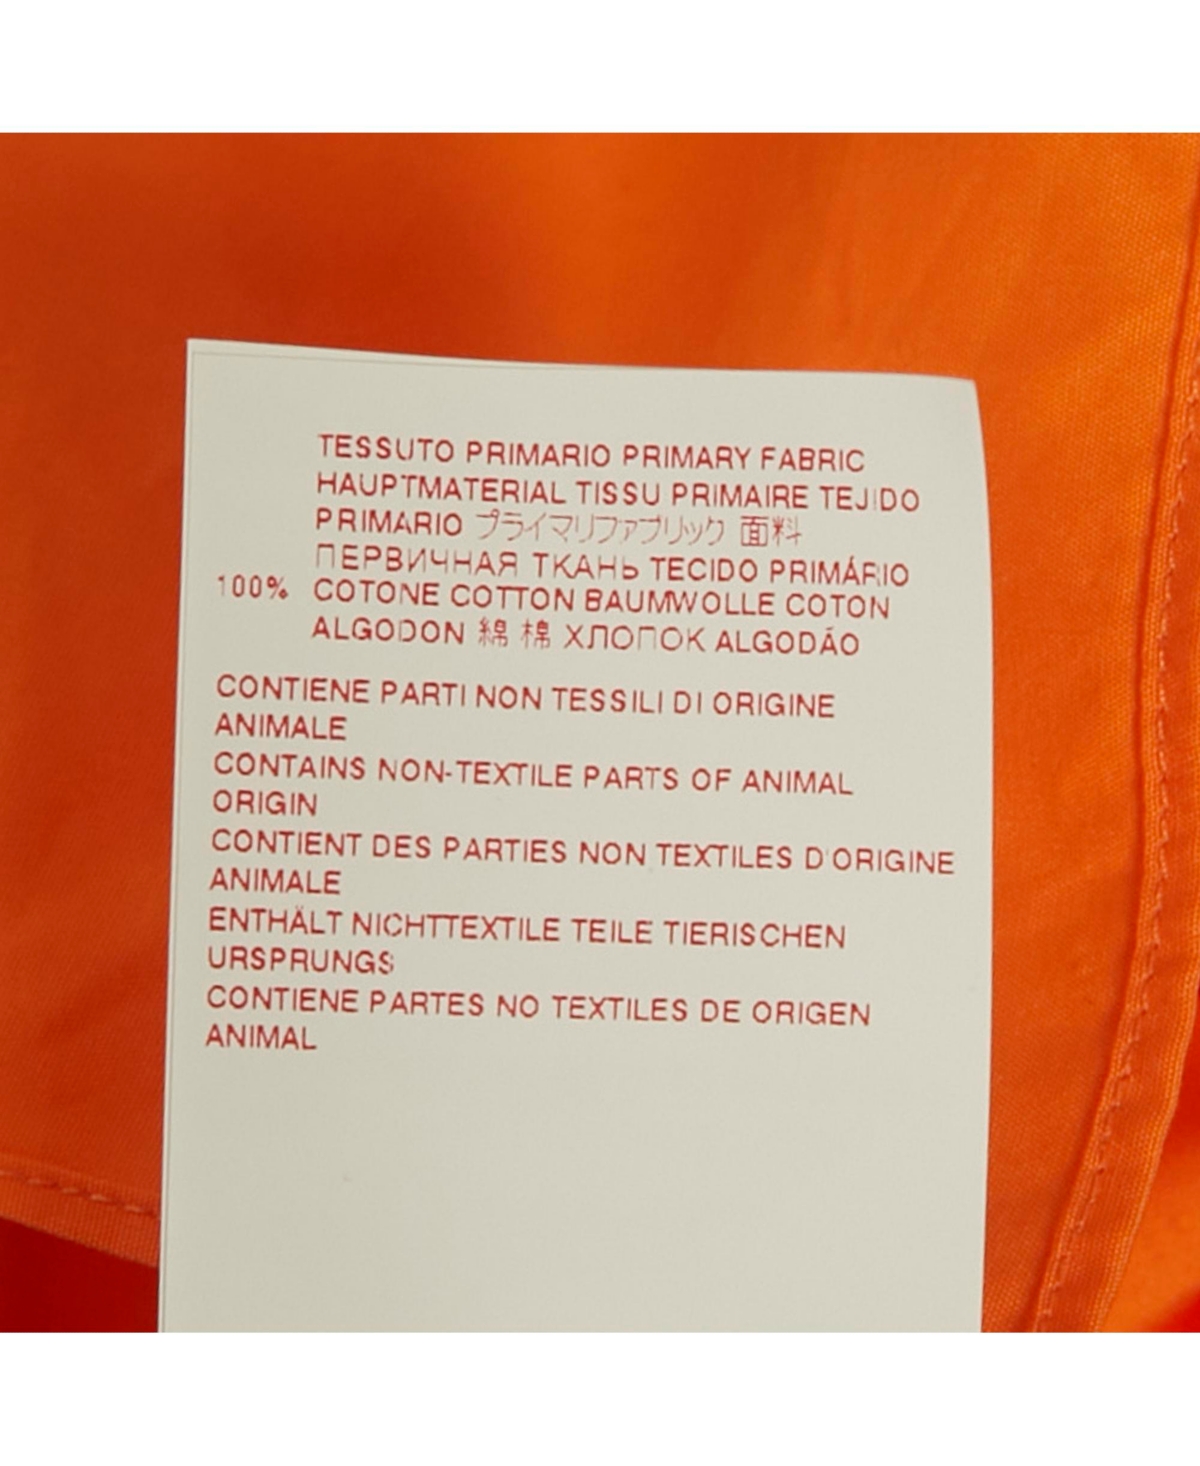 TESSUTO PRIMARIO PRIMARY FABRIC
HAUPTMATERIAL TISSU PRIMAIRE TEJIDO
PRIMARIO プライマリファブリック 面料
ПЕРВИЧНАЯ ТКАНЬ TECIDO PRIMÁRIO
100% COTONE COTTON BAUMWOLLE COTON
ALGODON 綿 棉 ХЛОПОК ALGODÃO
CONTIENE PARTI NON TESSILI DI ORIGINE
ANIMALE
CONTAINS NON-TEXTILE PARTS OF ANIMAL
ORIGIN
CONTIENT DES PARTIES NON TEXTILES D'ORIGINE
ANIMALE
ENTHÄLT NICHTTEXTILE TEILE TIERISCHEN
URSPRUNGS
CONTIENE PARTES NO TEXTILES DE ORIGEN
ANIMAL